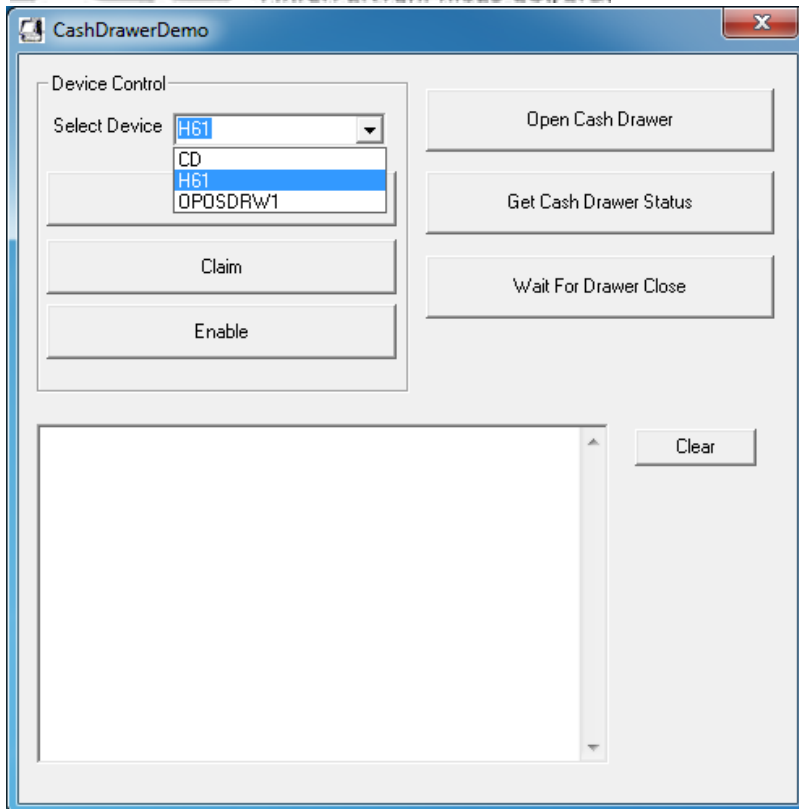 CashDrawerDemo
Device Control
Select Device H61
CD
H61
OPOSDRW1
Claim
Enable
Open Cash Drawer
Get Cash Drawer Status
Wait For Drawer Close
Clear